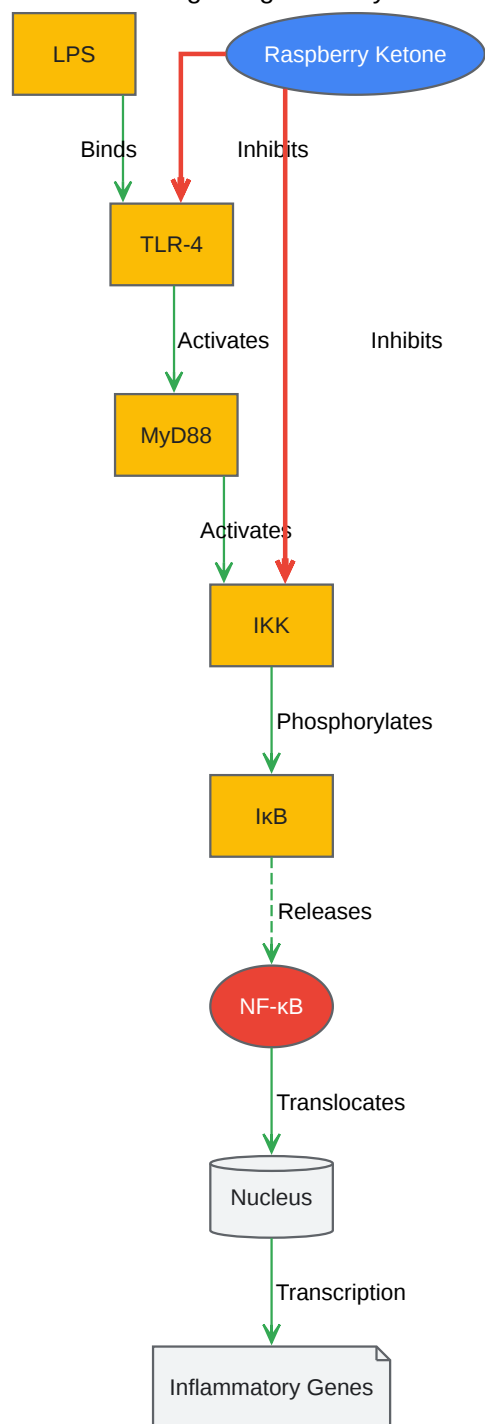 LPS
Raspberry Ketone
Binds
Inhibits
TLR-4
Activates
Inhibits
MyD88
Activates
IKK
Phosphorylates
IκB
Releases
NF-κB
Translocates
Nucleus
Transcription
Inflammatory Genes